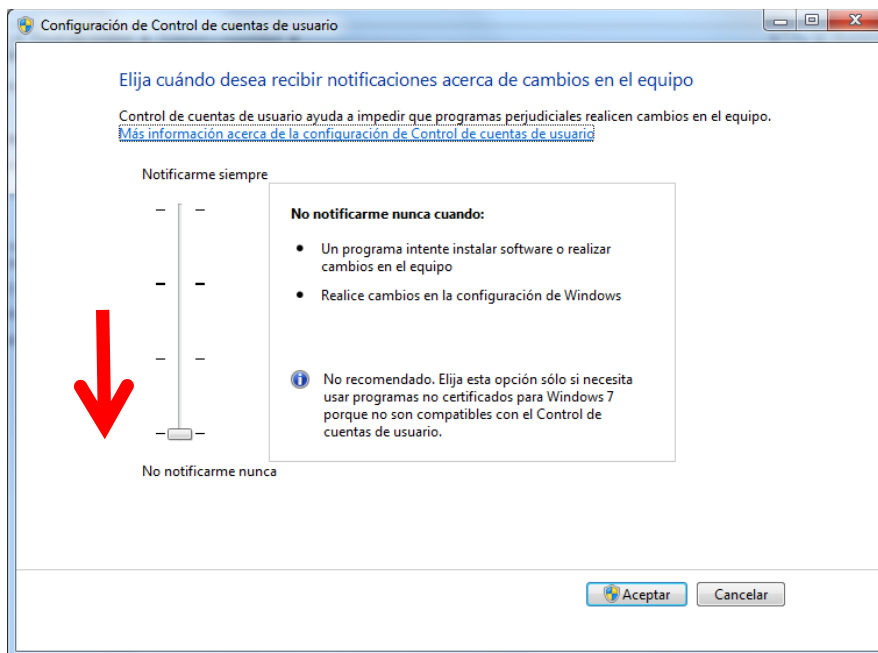 Configuración de Control de cuentas de usuario
Elija cuándo desea recibir notificaciones acerca de cambios en el equipo
Control de cuentas de usuario ayuda a impedir que programas perjudiciales realicen cambios en el equipo.
Más información acerca de la configuración de Control de cuentas de usuario
Notificarme siempre
No notificarme nunca cuando:
Un programa intente instalar software o realizar
cambios en el equipo
Realice cambios en la configuración de Windows
No recomendado. Elija esta opción sólo si necesita
usar programas no certificados para Windows 7
porque no son compatibles con el Control de
cuentas de usuario.
No notificarme nunca
Aceptar
Cancelar